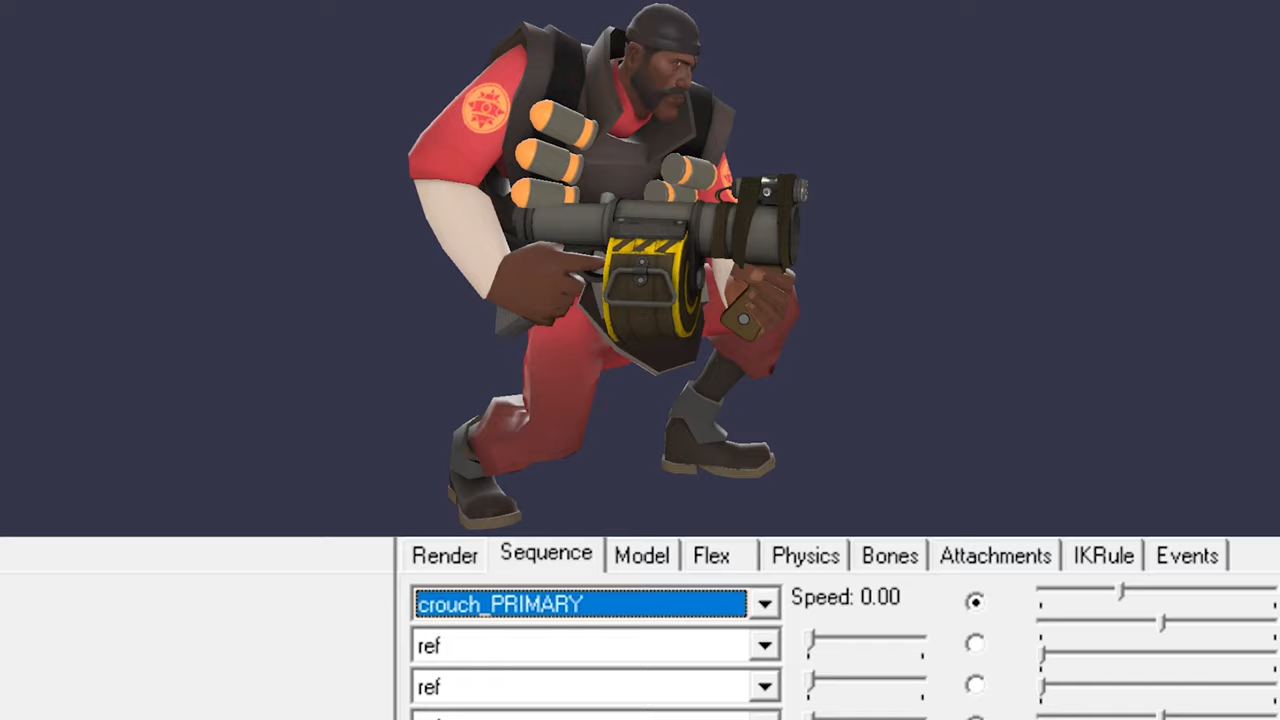 Render Sequence Model Flex Physics Bones Attachments IKRule Events
crouch_PRIMARY Speed: 0.00
ref
ref